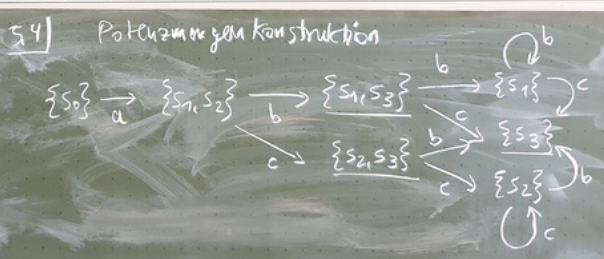 5.4] Potenzmengenkonstruktion
{S₀} →a {S₁,S₂} →b {S₁,S₃} →b {S₁} b
c c c
{S₂,S₃} b {S₃}
c {S₂} b
c